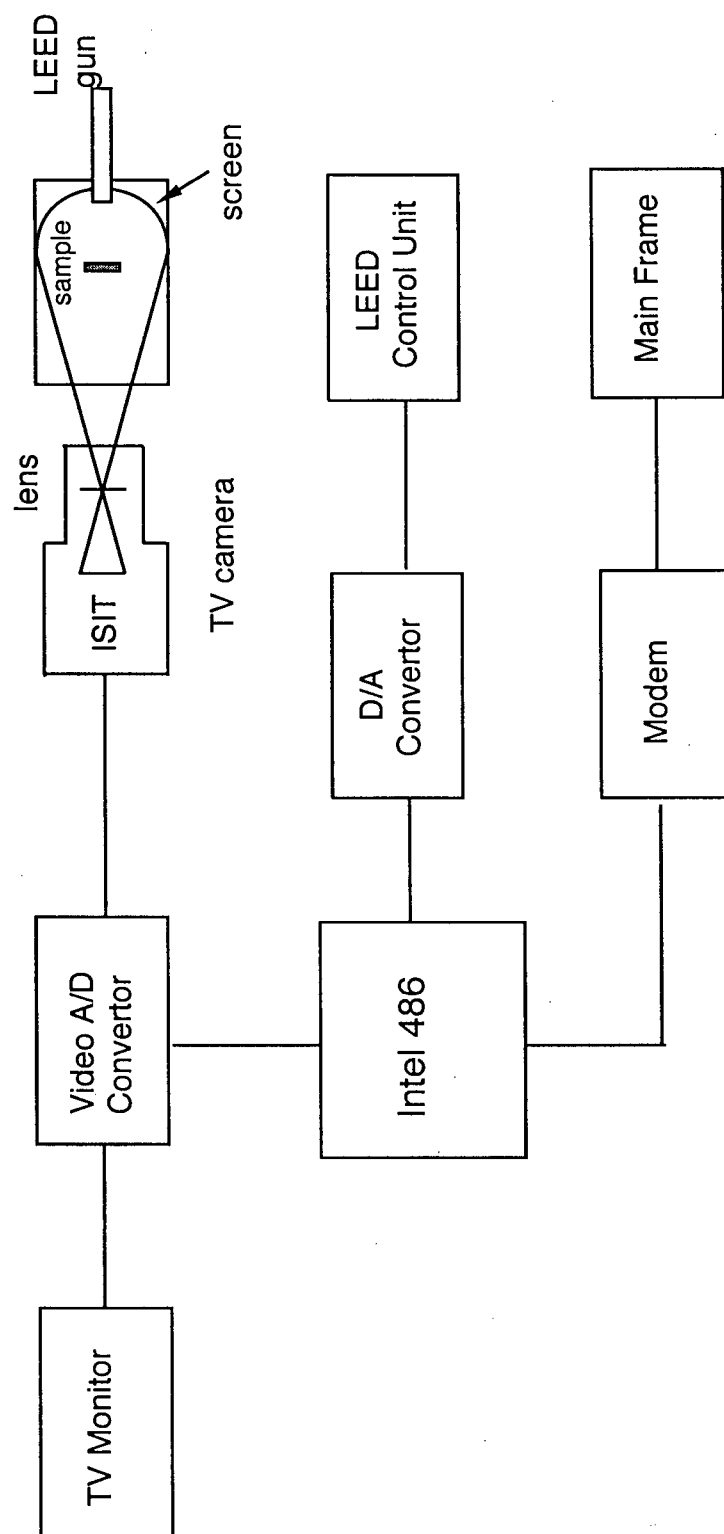 LEED
gun
screen
sample
lens
TV camera
ISIT
Video A/D
Convertor
TV Monitor
LEED
Control Unit
D/A
Convertor
Intel 486
Main Frame
Modem